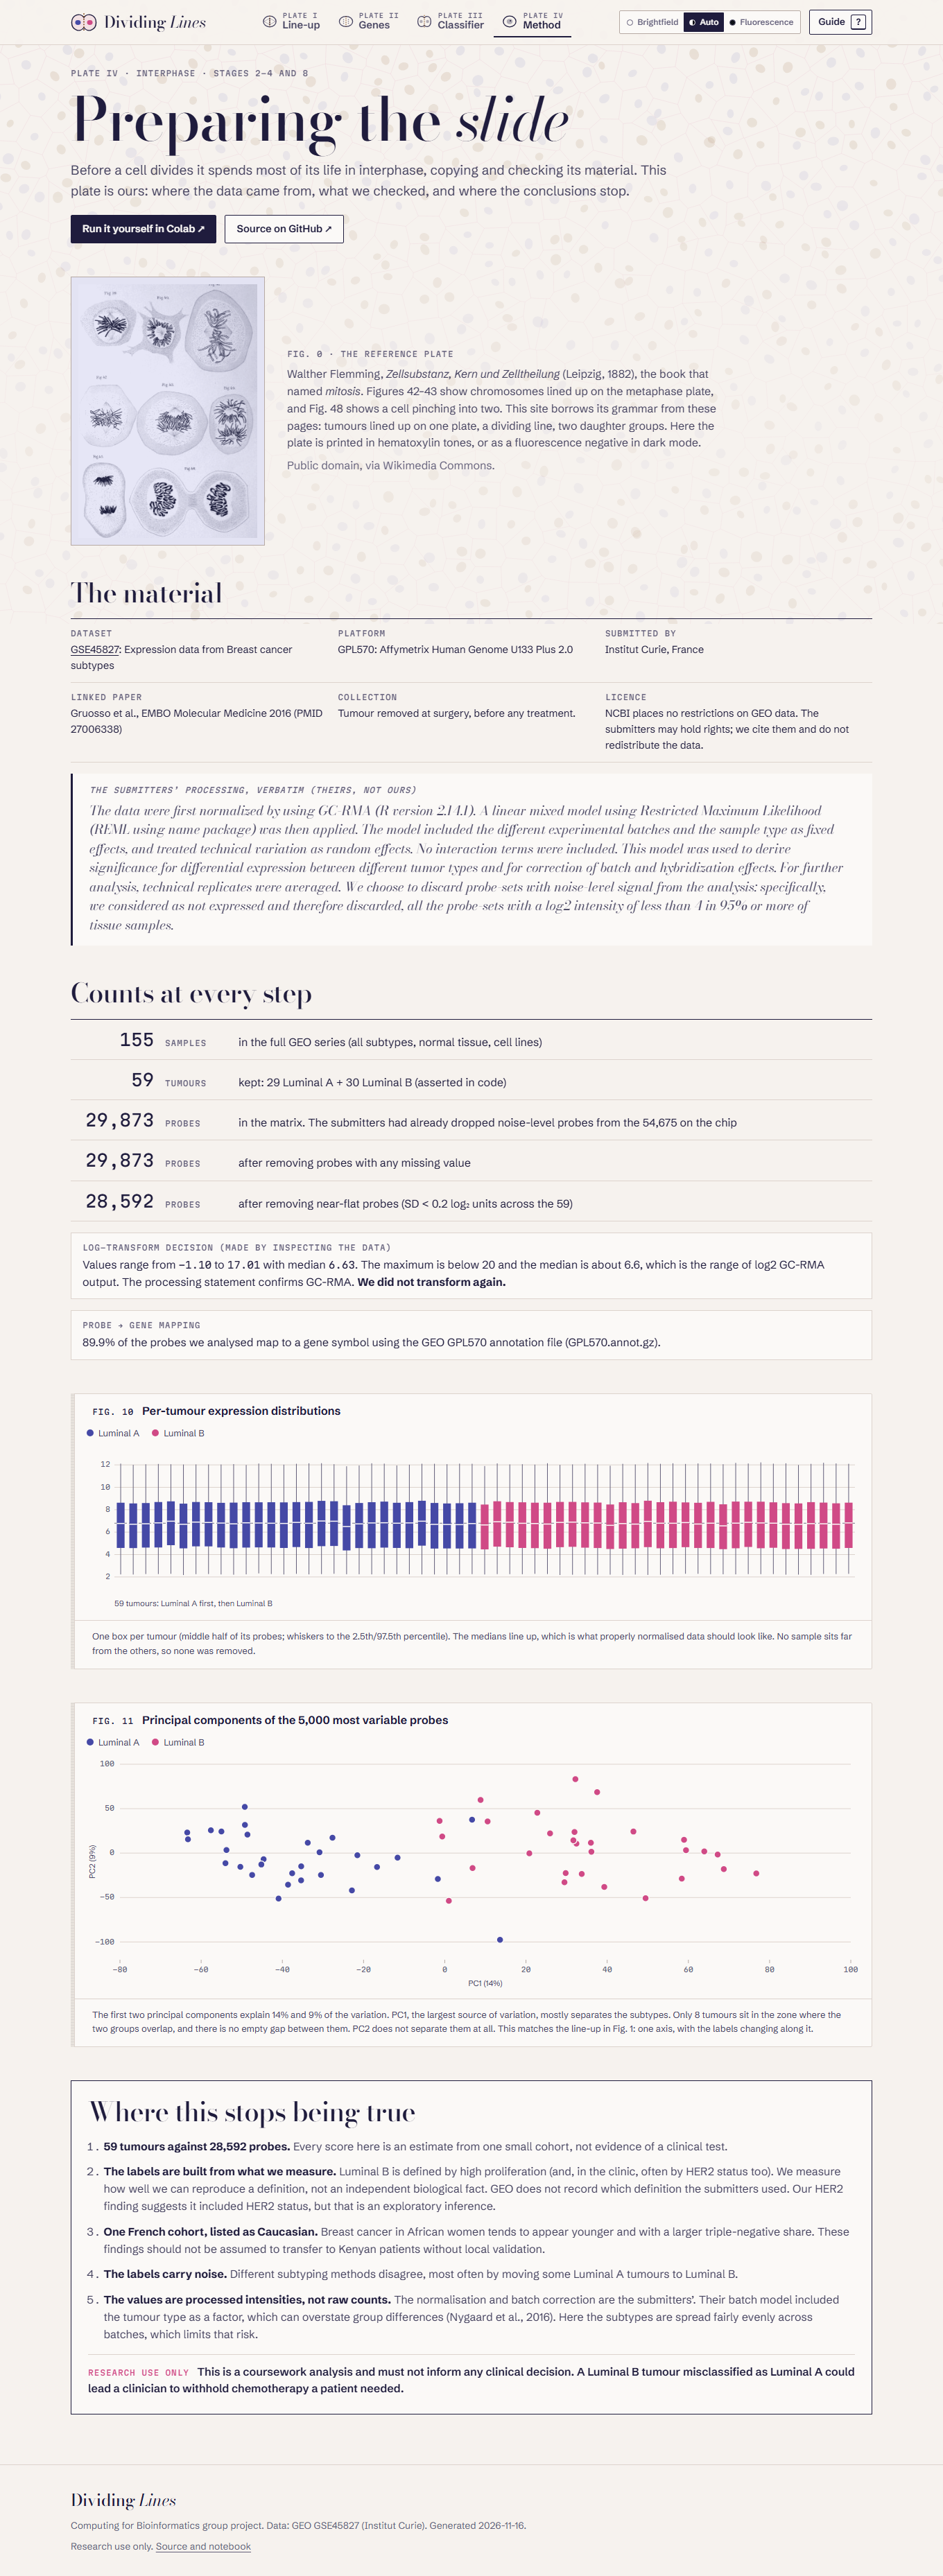 Dividing Lines
PLATE I
Line-up
PLATE II
Genes
PLATE III
Classifier
PLATE IV
Method
Brightfield
Auto
Fluorescence
Guide ?
PLATE IV · INTERPHASE · STAGES 2–4 AND 8
Preparing the slide
Before a cell divides it spends most of its life in interphase, copying and checking its material. This
plate is ours: where the data came from, what we checked, and where the conclusions stop.
Run it yourself in Colab ↗
Source on GitHub ↗
FIG. 0 · THE REFERENCE PLATE
Walther Flemming, Zellsubstanz, Kern und Zelltheilung (Leipzig, 1882), the book that
named mitosis. Figures 42–43 show chromosomes lined up on the metaphase plate,
and Fig. 48 shows a cell pinching into two. This site borrows its grammar from these
pages: tumours lined up on one plate, a dividing line, two daughter groups. Here the
plate is printed in hematoxylin tones, or as a fluorescence negative in dark mode.
Public domain, via Wikimedia Commons.
The material
DATASET
GSE45827: Expression data from Breast cancer
subtypes
PLATFORM
GPL570: Affymetrix Human Genome U133 Plus 2.0
SUBMITTED BY
Institut Curie, France
LINKED PAPER
Gruosso et al., EMBO Molecular Medicine 2016 (PMID
27006338)
COLLECTION
Tumour removed at surgery, before any treatment.
LICENCE
NCBI places no restrictions on GEO data. The
submitters may hold rights; we cite them and do not
redistribute the data.
THE SUBMITTERS' PROCESSING, VERBATIM (THEIRS, NOT OURS)
The data were first normalized by using GC-RMA (R version 2.14.1). A linear mixed model using Restricted Maximum Likelihood
(REML using name package) was then applied. The model included the different experimental batches and the sample type as fixed
effects, and treated technical variation as random effects. No interaction terms were included. This model was used to derive
significance for differential expression between different tumor types and for correction of batch and hybridization effects. For further
analysis, technical replicates were averaged. We choose to discard probe-sets with noise-level signal from the analysis: specifically,
we considered as not expressed and therefore discarded, all the probe-sets with a log2 intensity of less than 4 in 95% or more of
tissue samples.
Counts at every step
155 SAMPLES in the full GEO series (all subtypes, normal tissue, cell lines)
59 TUMOURS kept: 29 Luminal A + 30 Luminal B (asserted in code)
29,873 PROBES in the matrix. The submitters had already dropped noise-level probes from the 54,675 on the chip
29,873 PROBES after removing probes with any missing value
28,592 PROBES after removing near-flat probes (SD < 0.2 log₂ units across the 59)
LOG-TRANSFORM DECISION (MADE BY INSPECTING THE DATA)
Values range from −1.10 to 17.01 with median 6.63. The maximum is below 20 and the median is about 6.6, which is the range of log2 GC-RMA
output. The processing statement confirms GC-RMA. We did not transform again.
PROBE → GENE MAPPING
89.9% of the probes we analysed map to a gene symbol using the GEO GPL570 annotation file (GPL570.annot.gz).
FIG. 10 Per-tumour expression distributions
Luminal A Luminal B
12
10
8
6
4
2
59 tumours: Luminal A first, then Luminal B
One box per tumour (middle half of its probes; whiskers to the 2.5th/97.5th percentile). The medians line up, which is what properly normalised data should look like. No sample sits far
from the others, so none was removed.
FIG. 11 Principal components of the 5,000 most variable probes
Luminal A Luminal B
100
50
0
−50
−100
PC2 (9%)
−80 −60 −40 −20 0 20 40 60 80 100
PC1 (14%)
The first two principal components explain 14% and 9% of the variation. PC1, the largest source of variation, mostly separates the subtypes. Only 8 tumours sit in the zone where the
two groups overlap, and there is no empty gap between them. PC2 does not separate them at all. This matches the line-up in Fig. 1: one axis, with the labels changing along it.
Where this stops being true
1. 59 tumours against 28,592 probes. Every score here is an estimate from one small cohort, not evidence of a clinical test.
2. The labels are built from what we measure. Luminal B is defined by high proliferation (and, in the clinic, often by HER2 status too). We measure
how well we can reproduce a definition, not an independent biological fact. GEO does not record which definition the submitters used. Our HER2
finding suggests it included HER2 status, but that is an exploratory inference.
3. One French cohort, listed as Caucasian. Breast cancer in African women tends to appear younger and with a larger triple-negative share. These
findings should not be assumed to transfer to Kenyan patients without local validation.
4. The labels carry noise. Different subtyping methods disagree, most often by moving some Luminal A tumours to Luminal B.
5. The values are processed intensities, not raw counts. The normalisation and batch correction are the submitters'. Their batch model included
the tumour type as a factor, which can overstate group differences (Nygaard et al., 2016). Here the subtypes are spread fairly evenly across
batches, which limits that risk.
RESEARCH USE ONLY This is a coursework analysis and must not inform any clinical decision. A Luminal B tumour misclassified as Luminal A could
lead a clinician to withhold chemotherapy a patient needed.
Dividing Lines
Computing for Bioinformatics group project. Data: GEO GSE45827 (Institut Curie). Generated 2026-11-16.
Research use only. Source and notebook